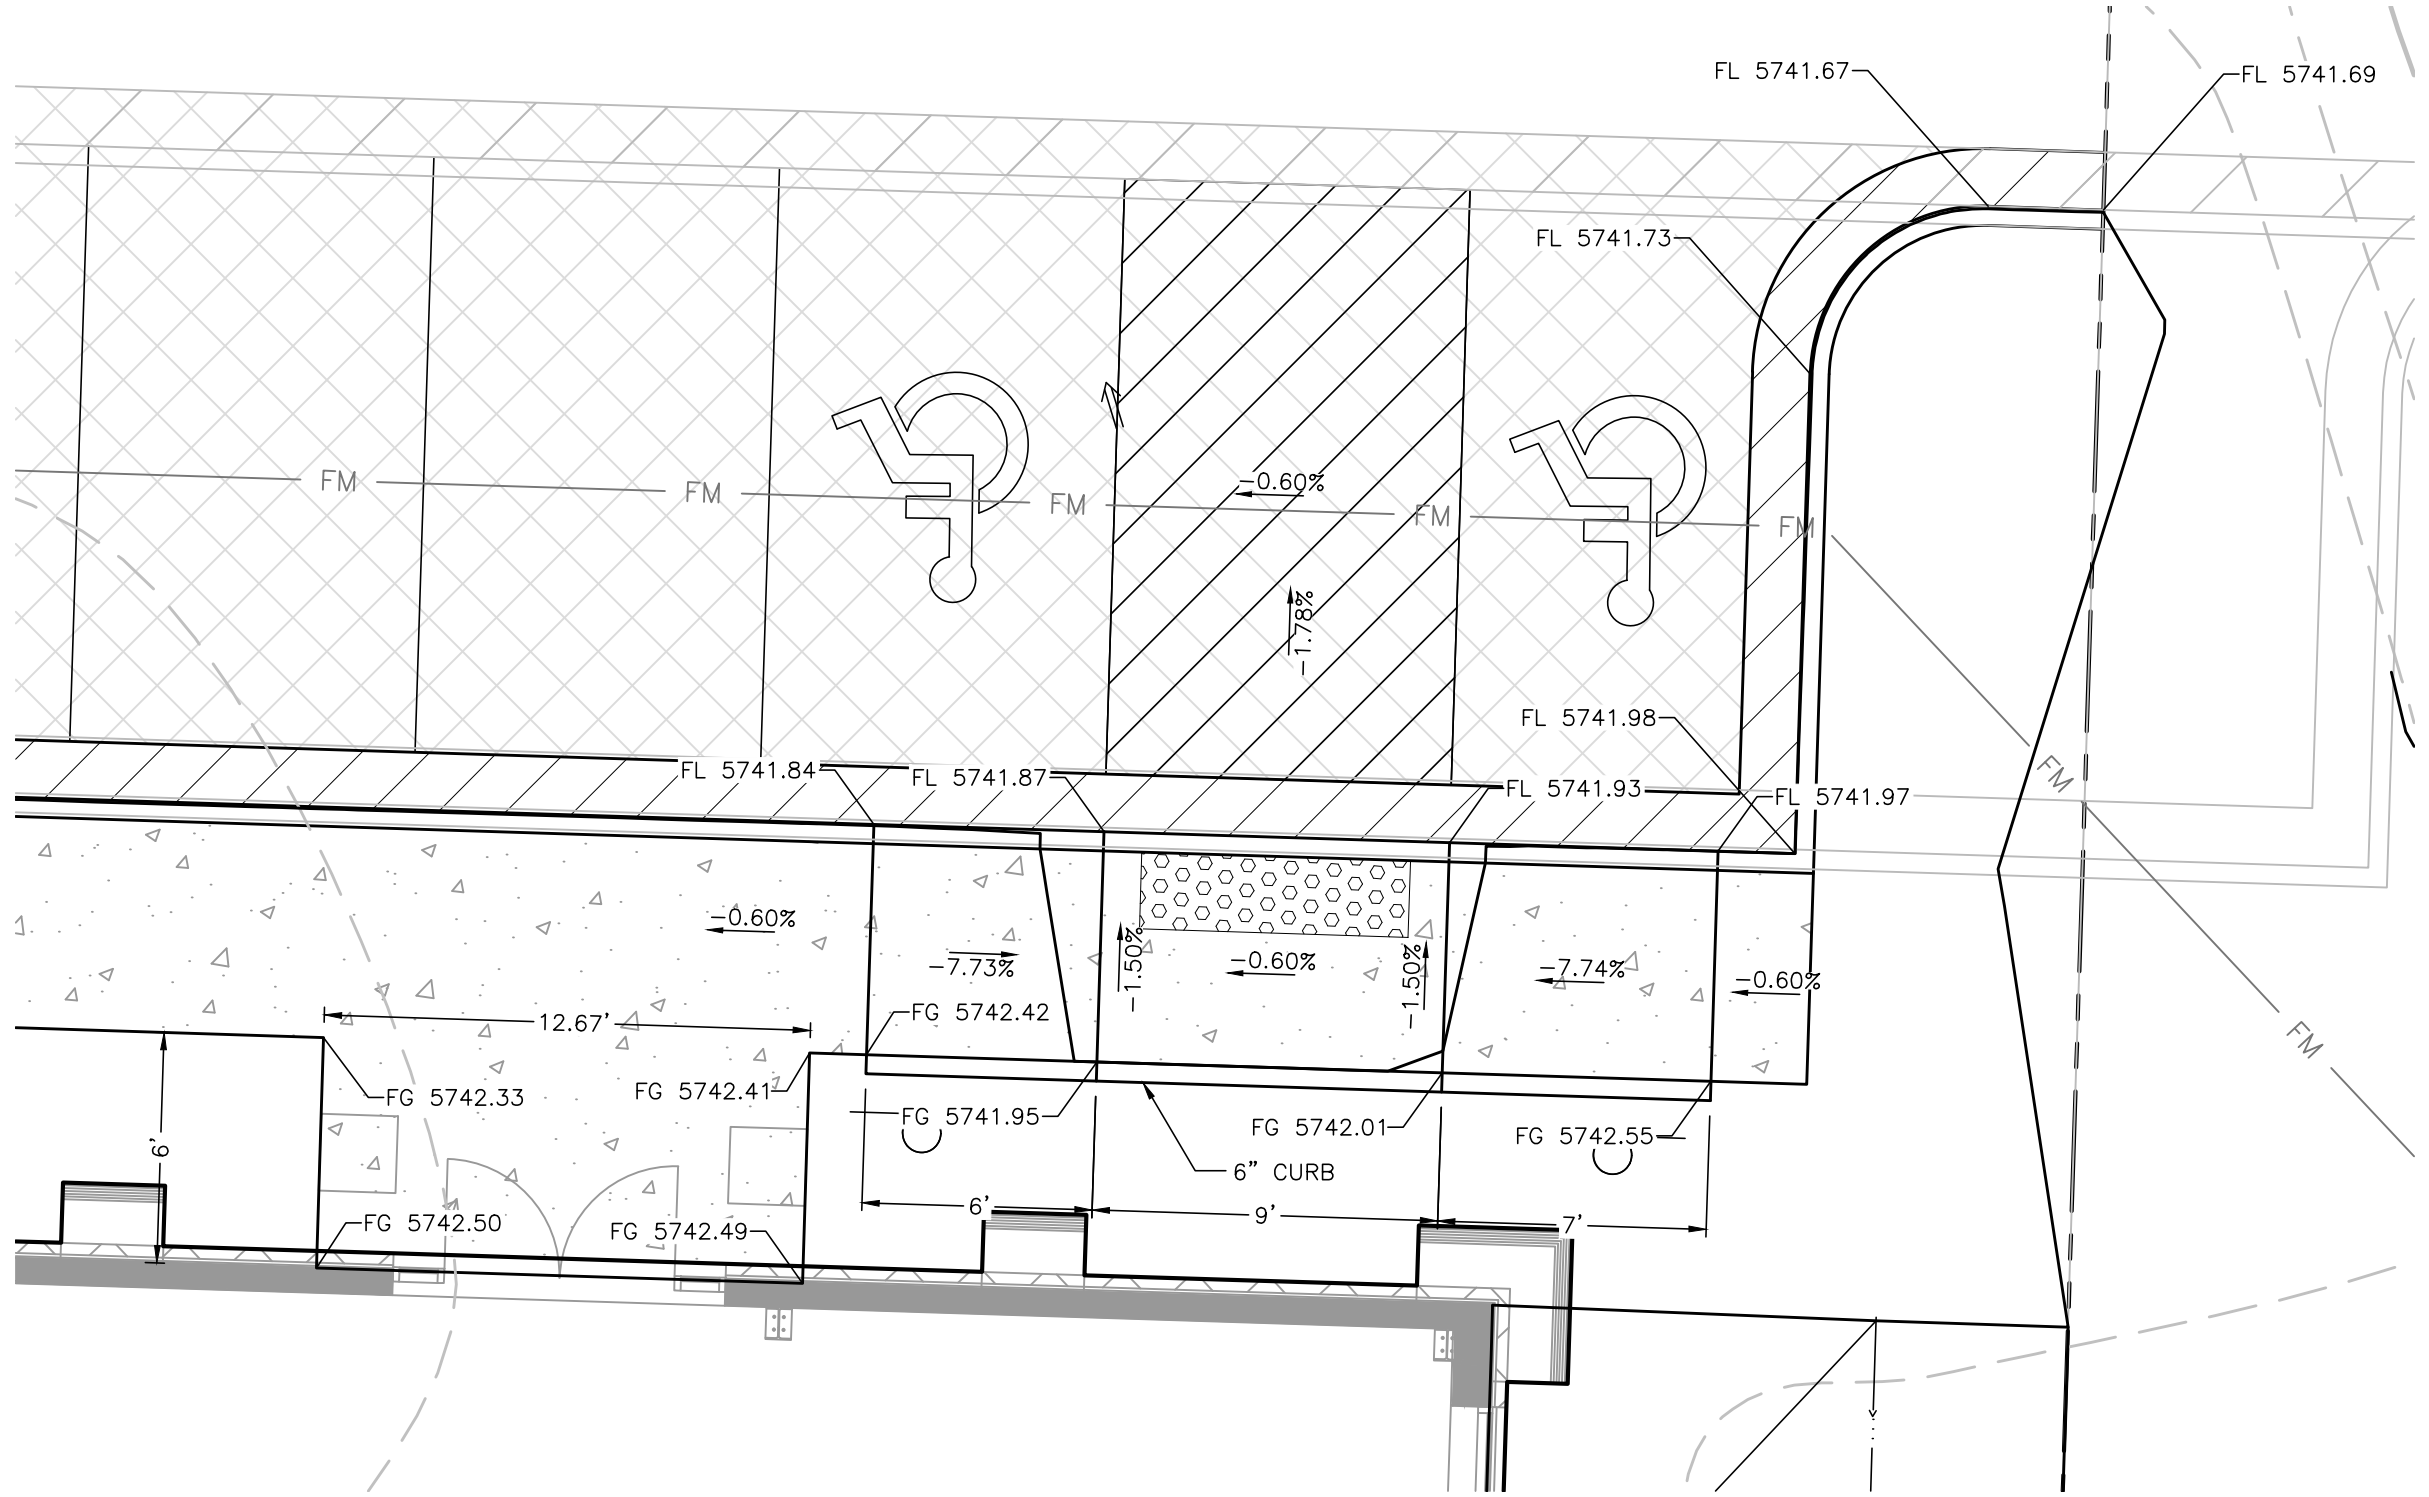 FL 5741.67
FL 5741.69
FL 5741.73
FM
FM
FM
-0.60%
FM
FM
-1.78%
FL 5741.98
FL 5741.84
FL 5741.87
FL 5741.93
FL 5741.97
FM
-0.60%
-7.73%
-1.50%
-0.60%
-1.50%
-7.74%
-0.60%
12.67'
FG 5742.42
FM
FG 5742.33
FG 5742.41
FG 5741.95
FG 5742.01
FG 5742.55
6'
6" CURB
FG 5742.50
FG 5742.49
6'
9'
7'